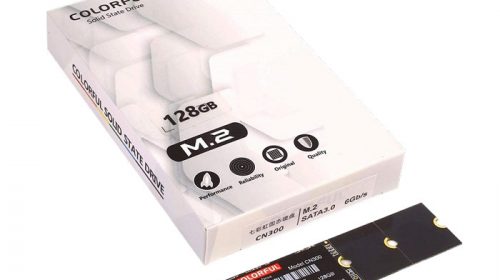 COLORFUL
Solid State Drive
128GB
M.2
Performance
Reliability
Original
Quality
COLORFUL SOLID STATE DRIVE
七彩虹固态硬盘
CN300
M.2
SATA3.0
6Gb/s
COLORFUL
Model CN300
128GB